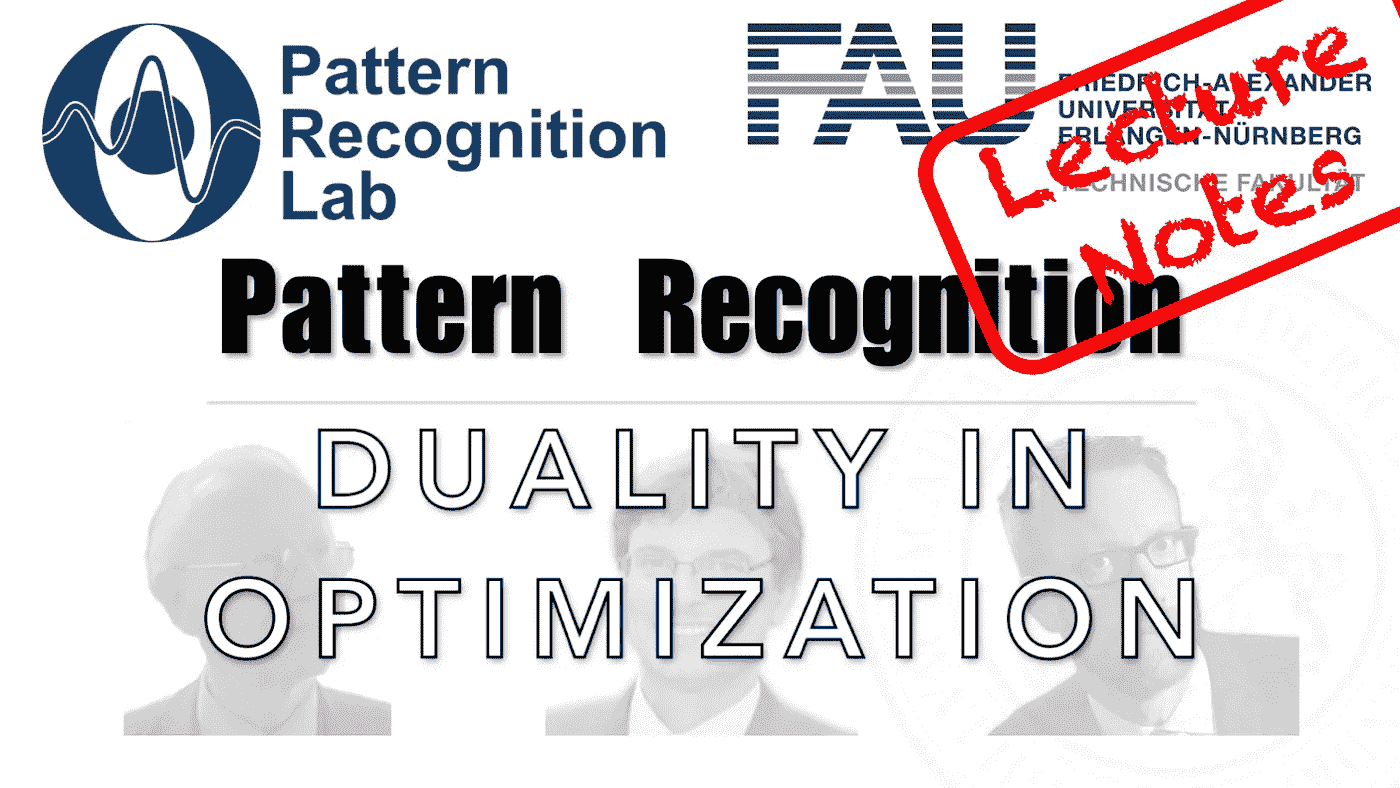 Pattern
Recognition
Lab
FAU
FRIEDRICH-ALEXANDER
UNIVERSITÄT
ERLANGEN-NÜRNBERG
TECHNISCHE FAKULTÄT
Lecture
Notes
Pattern Recognition
DUALITY IN
OPTIMIZATION